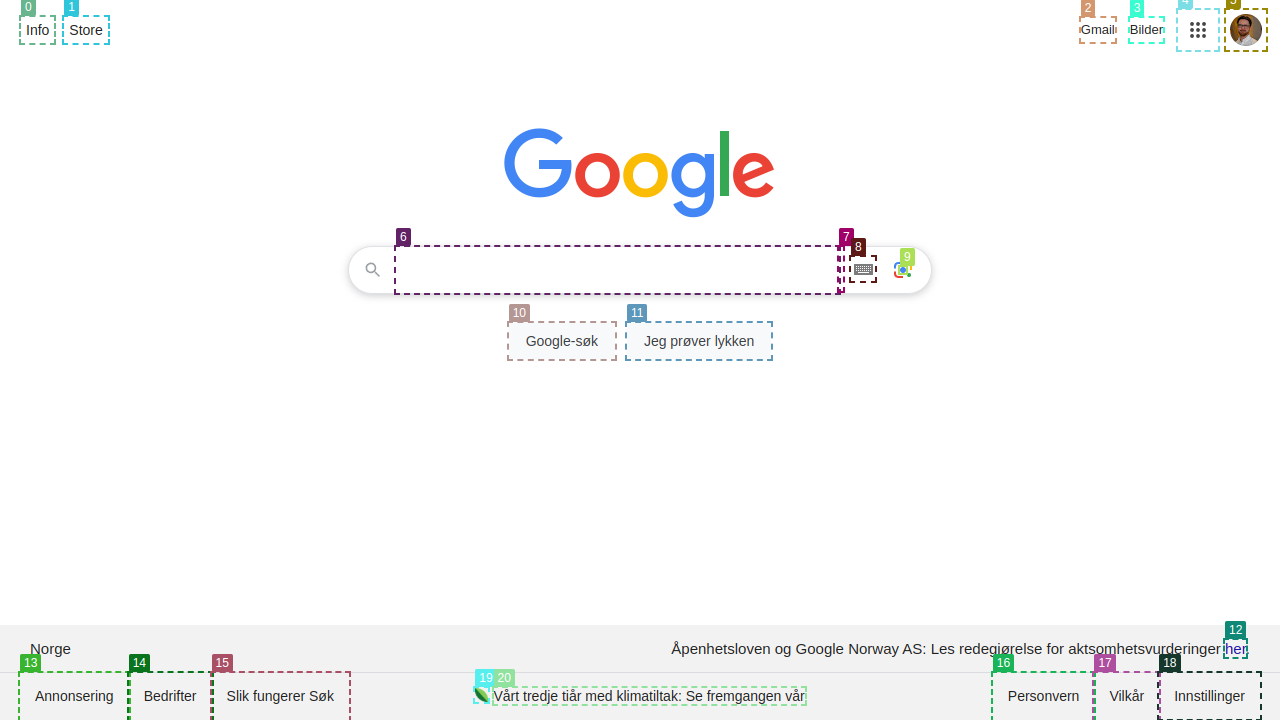 0 1 2 3 4 5
Info Store Gmail Bilder
Google
6 7 8 9
10 11
Google-søk Jeg prøver lykken
12
Norge Åpenhetsloven og Google Norway AS: Les redegjørelse for aktsomhetsvurderinger her.
13 14 15 19 20 16 17 18
Annonsering Bedrifter Slik fungerer Søk Vårt tredje tiår med klimatiltak: Se fremgangen vår Personvern Vilkår Innstillinger